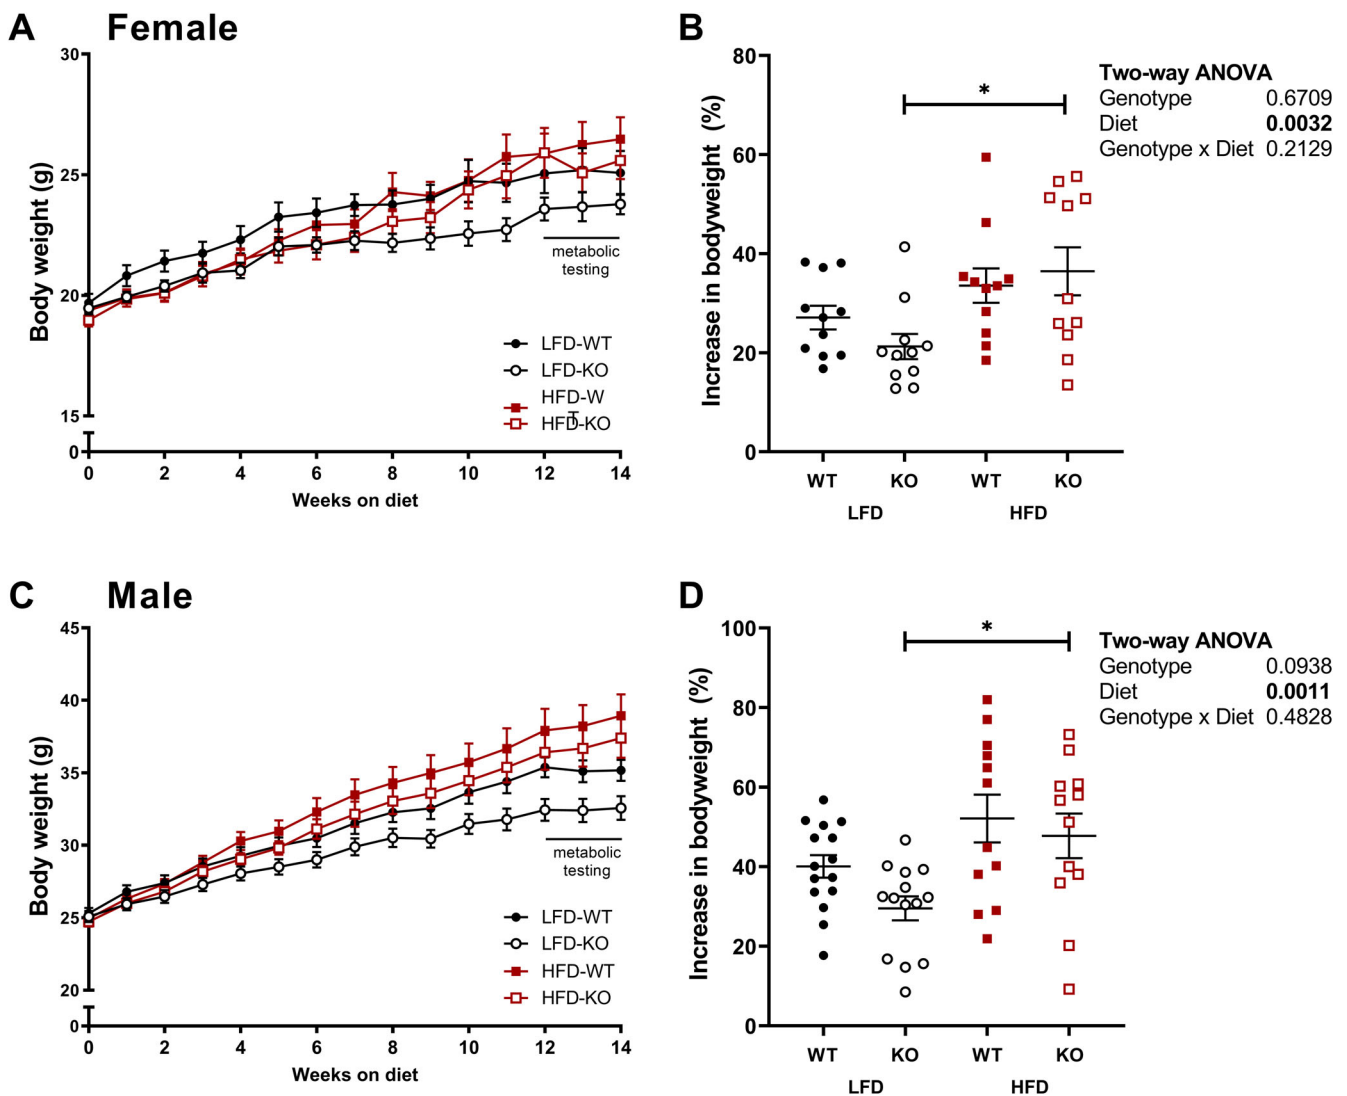 A Female
30
25
20
15
0
Body weight (g)
0 2 4 6 8 10 12 14
Weeks on diet
metabolic
testing
LFD-WT
LFD-KO
HFD-W
T
HFD-KO
B
80
60
40
20
0
Increase in bodyweight (%)
*
WT KO WT KO
LFD HFD
Two-way ANOVA
Genotype 0.6709
Diet 0.0032
Genotype x Diet 0.2129
C Male
45
40
35
30
25
20
0
Body weight (g)
0 2 4 6 8 10 12 14
Weeks on diet
metabolic
testing
LFD-WT
LFD-KO
HFD-WT
HFD-KO
D
100
80
60
40
20
0
Increase in bodyweight (%)
*
WT KO WT KO
LFD HFD
Two-way ANOVA
Genotype 0.0938
Diet 0.0011
Genotype x Diet 0.4828